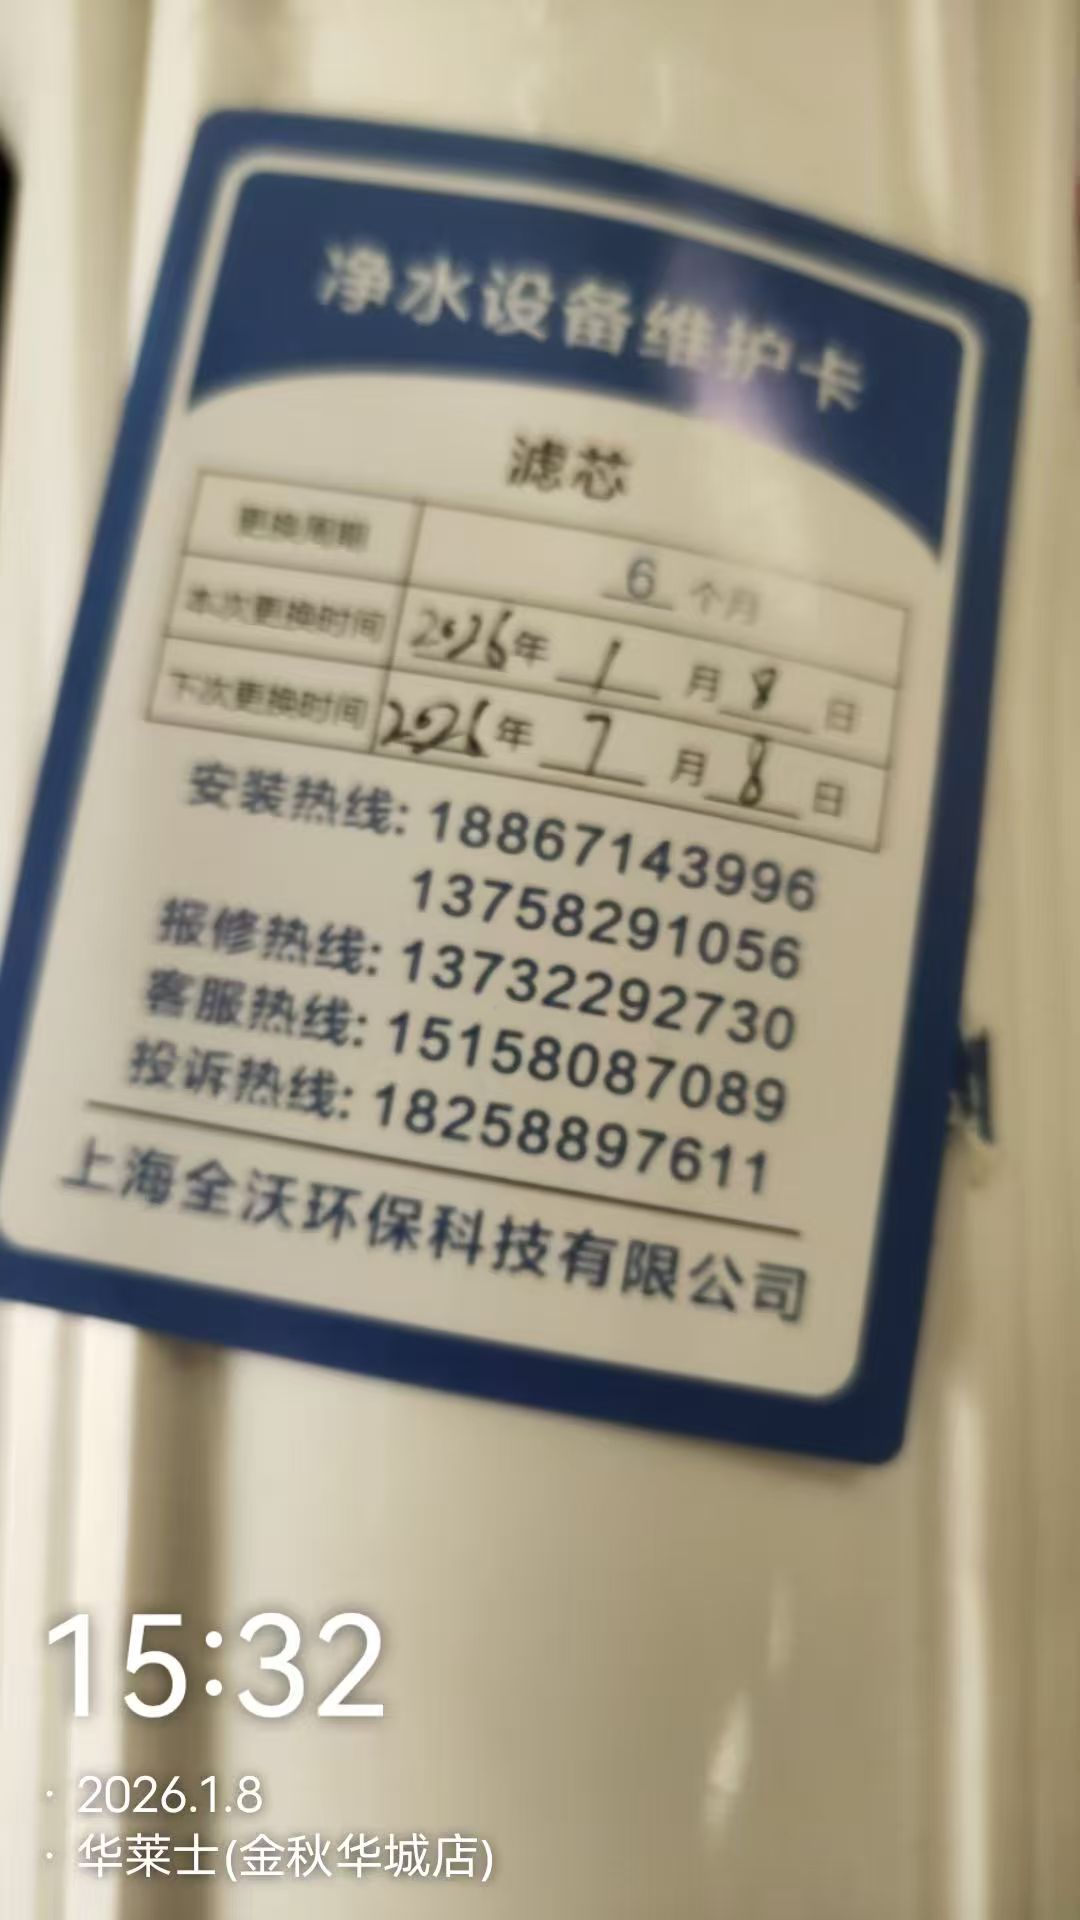 净水设备维护卡
滤芯
更换周期 6 个月
本次更换时间 2026年 1 月 8 日
下次更换时间 2026年 7 月 8 日
安装热线: 18867143996
13758291056
报修热线: 13732292730
客服热线: 15158087089
投诉热线: 18258897611
上海全沃环保科技有限公司
15:32
· 2026.1.8
· 华莱士(金秋华城店)